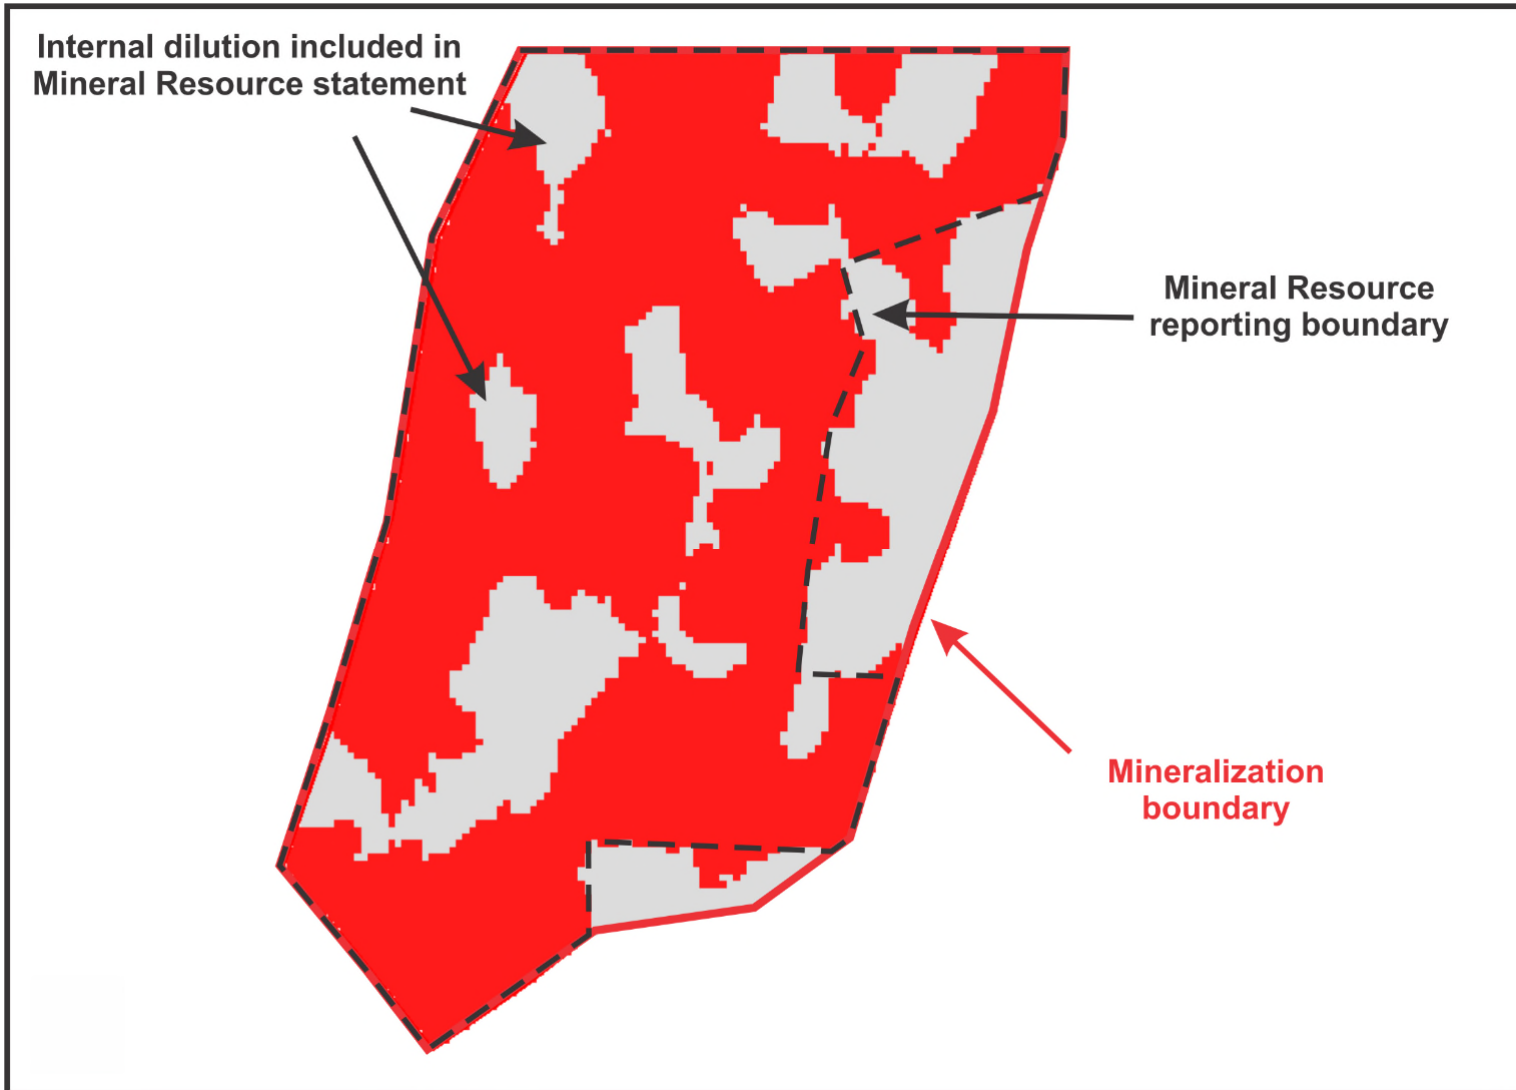 Internal dilution included in
Mineral Resource statement
Mineral Resource
reporting boundary
Mineralization
boundary